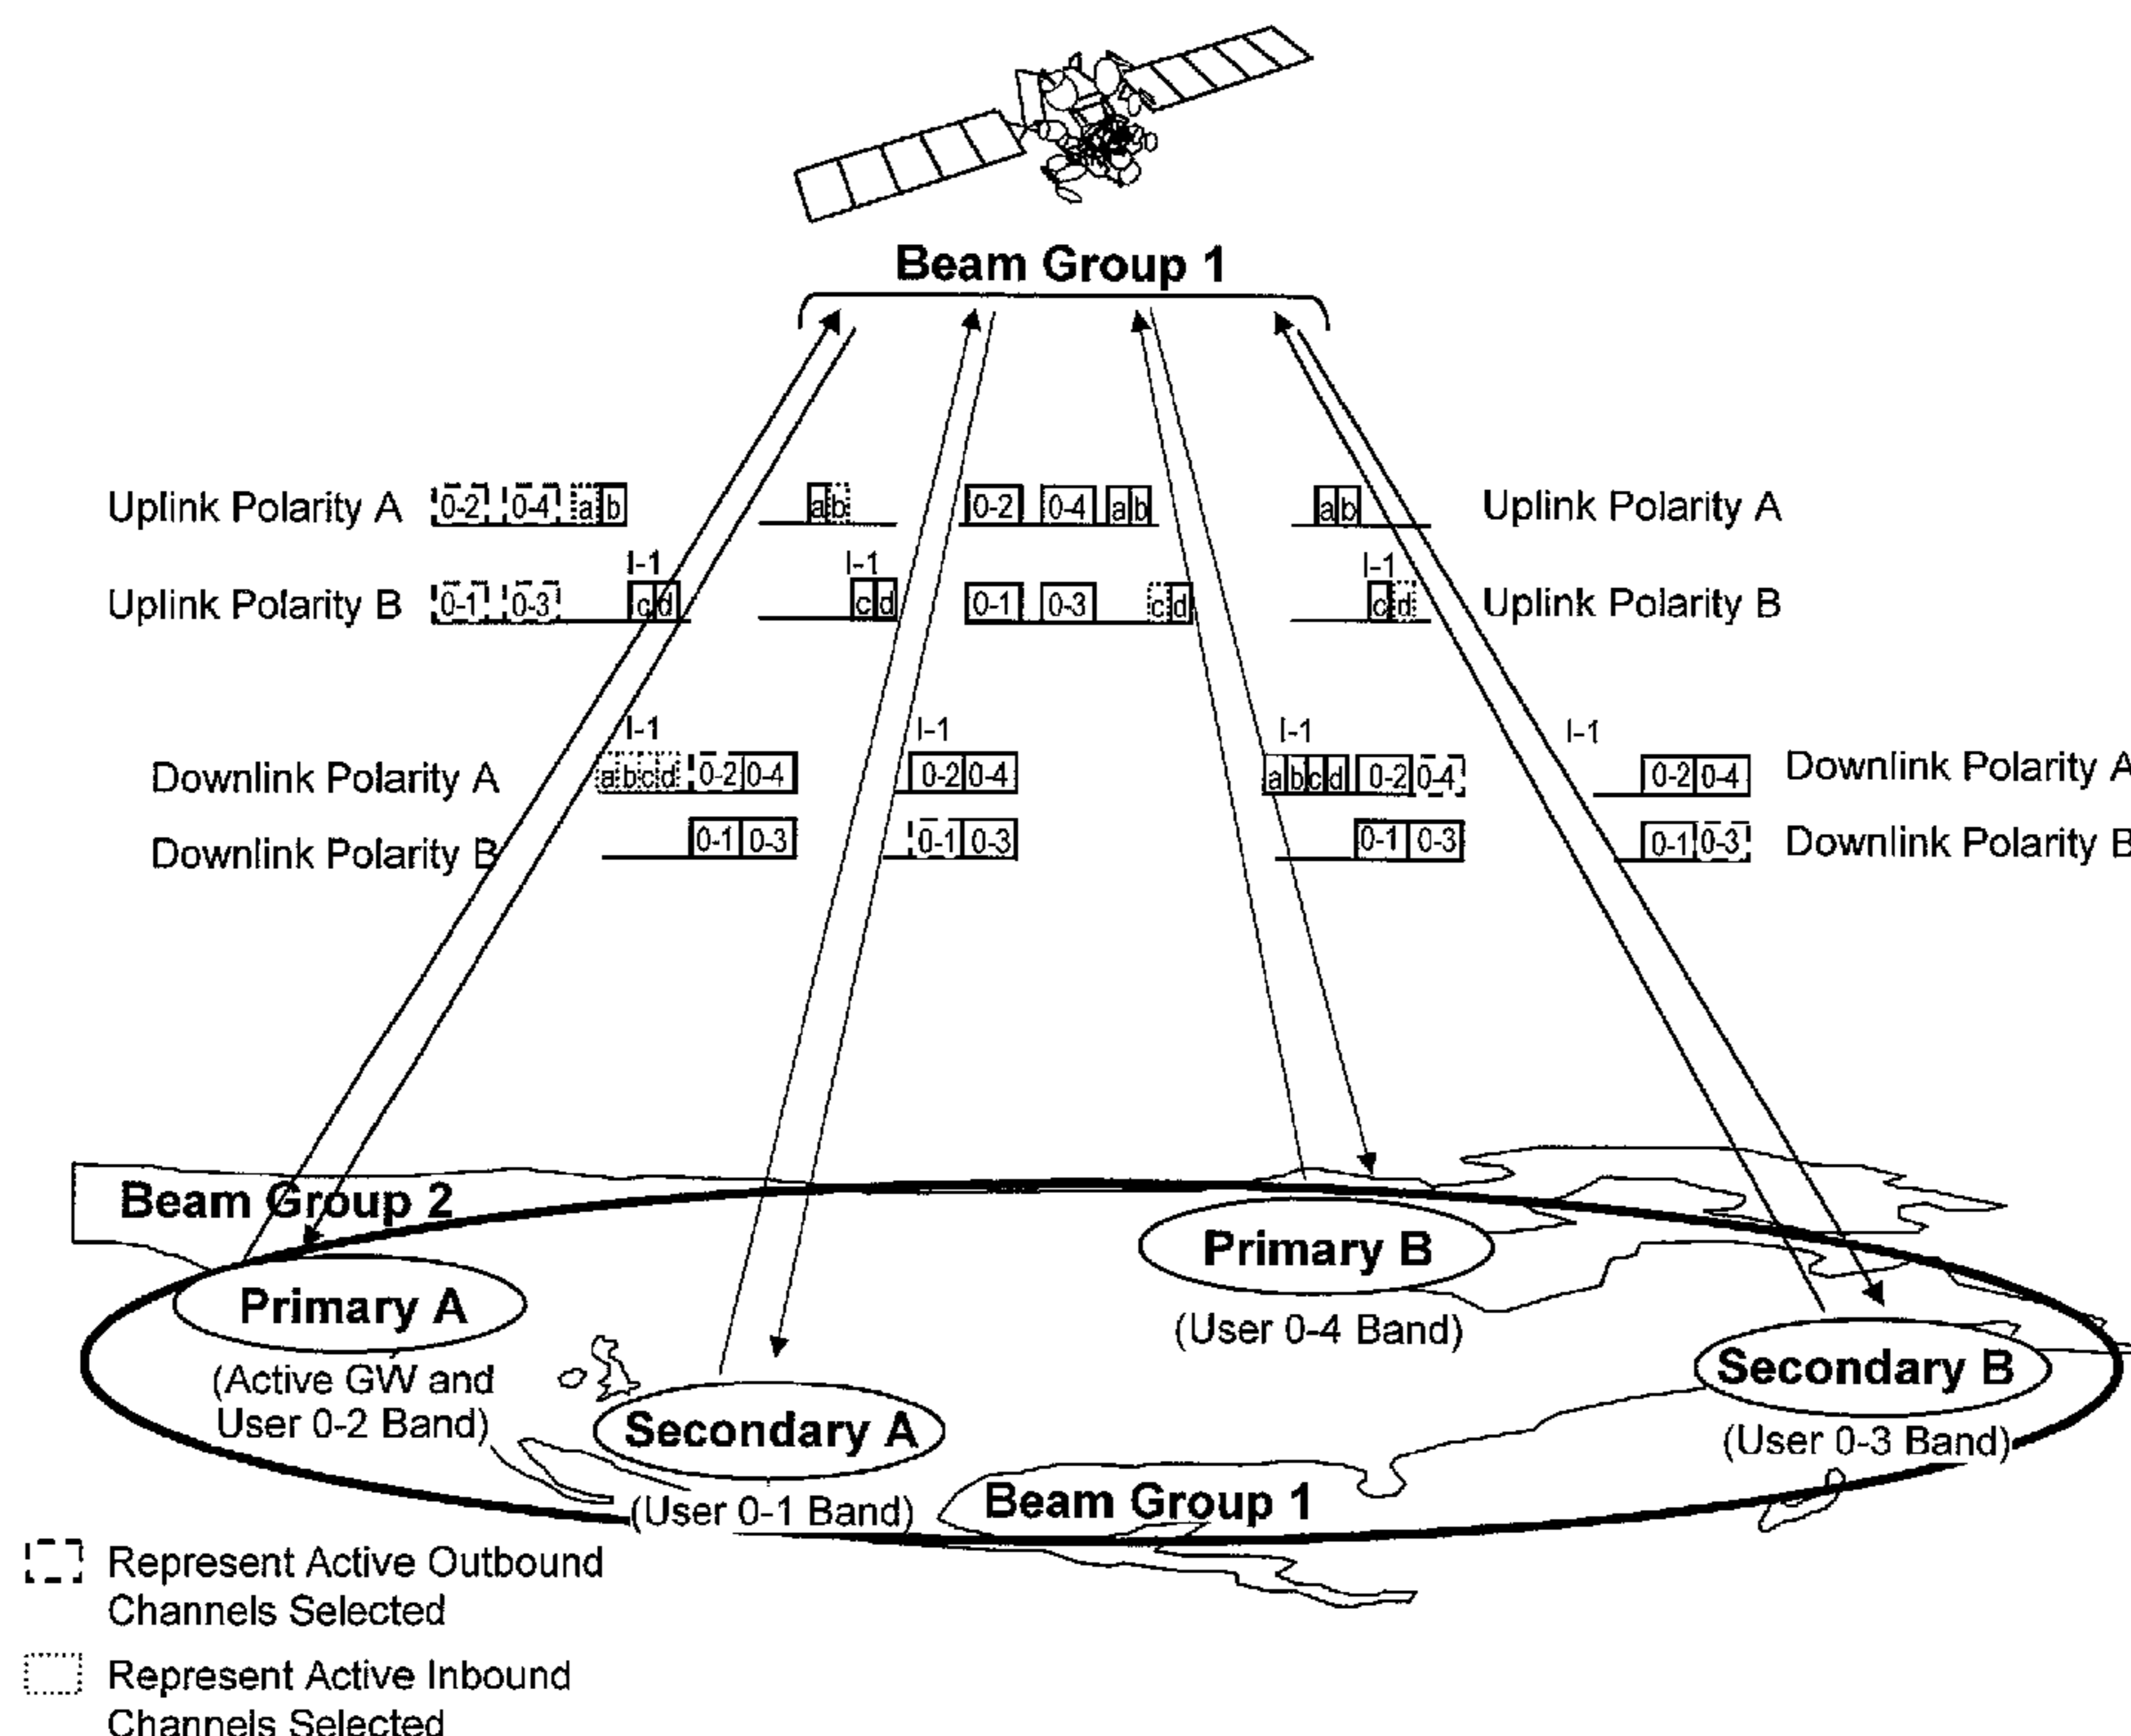 Beam Group 1
Uplink Polarity A 0-2 0-4 a b a b 0-2 0-4 a b a b Uplink Polarity A
I-1 I-1 I-1
Uplink Polarity B 0-1 0-3 c d c d 0-1 0-3 c d c d Uplink Polarity B
I-1 I-1 I-1 I-1
Downlink Polarity A a b c d 0-2 0-4 0-2 0-4 a b c d 0-2 0-4 0-2 0-4 Downlink Polarity A
Downlink Polarity B 0-1 0-3 0-1 0-3 0-1 0-3 0-1 0-3 Downlink Polarity B
Beam Group 2
Primary A
(Active GW and
User 0-2 Band)
Secondary A
(User 0-1 Band)
Primary B
(User 0-4 Band)
Secondary B
(User 0-3 Band)
Beam Group 1
Represent Active Outbound
Channels Selected
Represent Active Inbound
Channels Selected